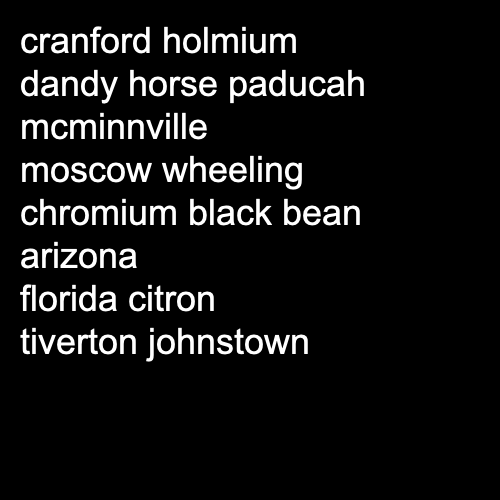 cranford holmium
dandy horse paducah
mcminnville
moscow wheeling
chromium black bean
arizona
florida citron
tiverton johnstown